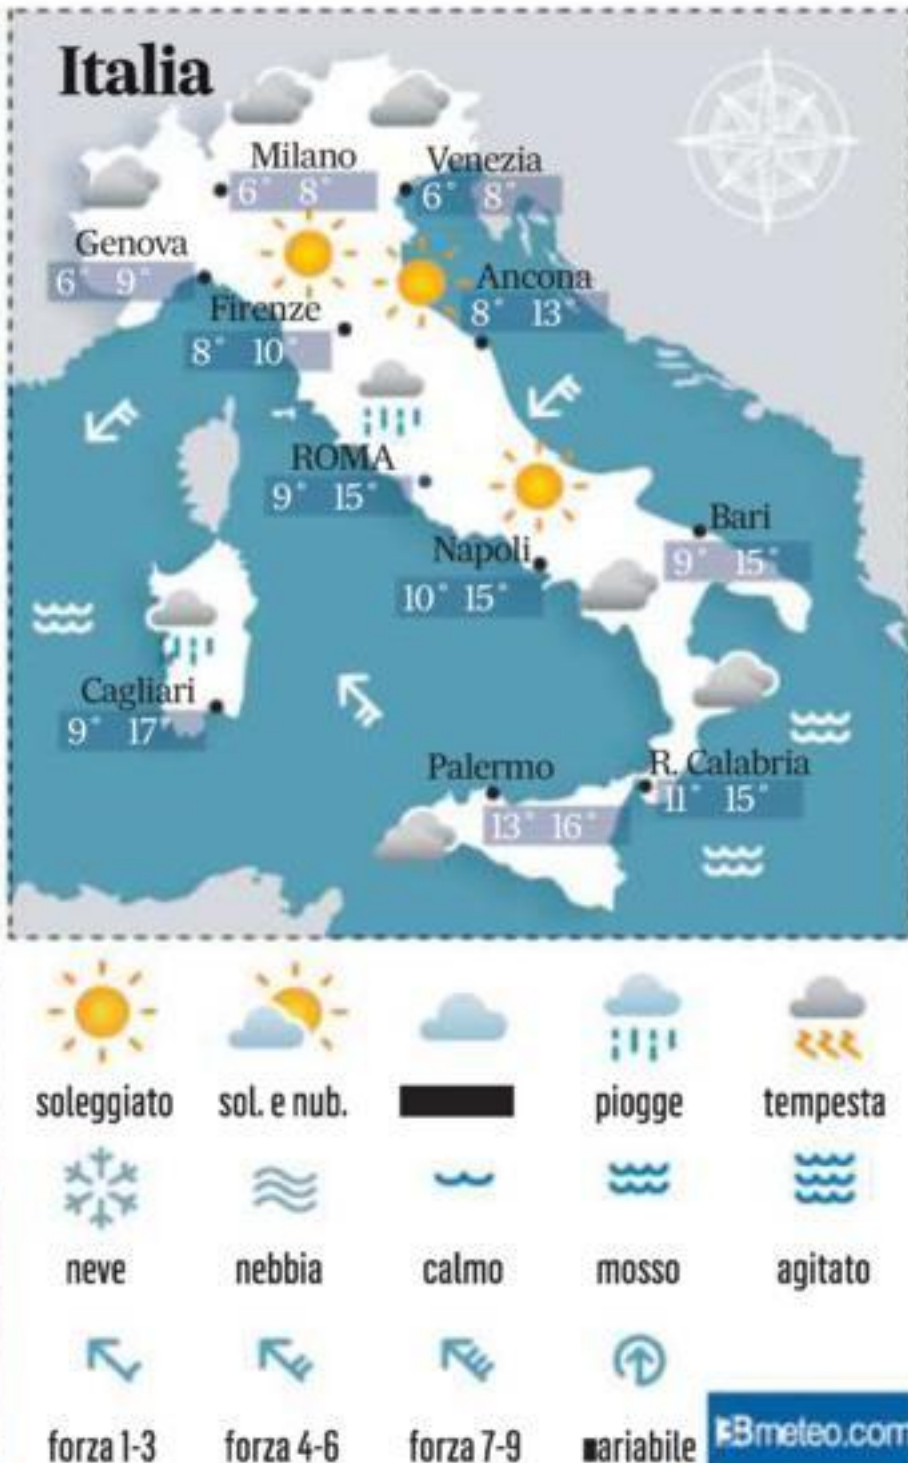 Italia
Milano
6° 8°
Venezia
6° 8°
Genova
6° 9°
Ancona
8° 13°
Firenze
8° 10°
ROMA
9° 15°
Bari
9° 15°
Napoli
10° 15°
Cagliari
9° 17°
Palermo
13° 16°
R. Calabria
11° 15°
soleggiato sol. e nub. piogge tempesta
neve nebbia calmo mosso agitato
forza 1-3 forza 4-6 forza 7-9 ariabile
3Bmeteo.com